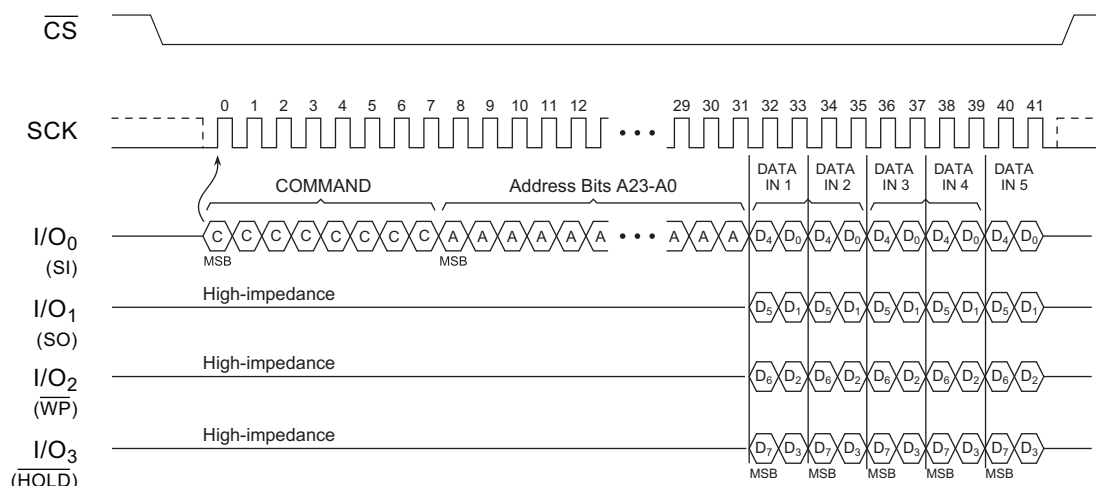 CS
SCK
0 1 2 3 4 5 6 7 8 9 10 11 12 29 30 31 32 33 34 35 36 37 38 39 40 41
• • •
COMMAND
Address Bits A23-A0
DATA IN 1
DATA IN 2
DATA IN 3
DATA IN 4
DATA IN 5
I/O0
(SI)
C C C C C C C C A A A A A A • • • A A A D4 D0 D4 D0 D4 D0 D4 D0 D4 D0
MSB MSB
I/O1
(SO)
High-impedance
D5 D1 D5 D1 D5 D1 D5 D1 D5 D1
I/O2
(WP)
High-impedance
D6 D2 D6 D2 D6 D2 D6 D2 D6 D2
I/O3
(HOLD)
High-impedance
D7 D3 D7 D3 D7 D3 D7 D3 D7 D3
MSB MSB MSB MSB MSB